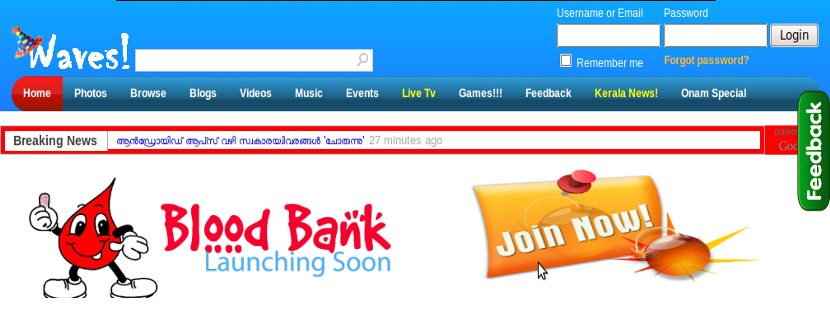 Username or Email Password
Waves!
Login
Remember me Forgot password?
Home Photos Browse Blogs Videos Music Events Live Tv Games!!! Feedback Kerala News! Onam Special
Breaking News ആൻഡ്രോയിഡ് ആപ്സ് വഴി സ്വകാര്യവിവരങ്ങൾ 'ചോരുന്നു' 27 minutes ago
Feedback
Blood Bank
Launching Soon
Join Now!